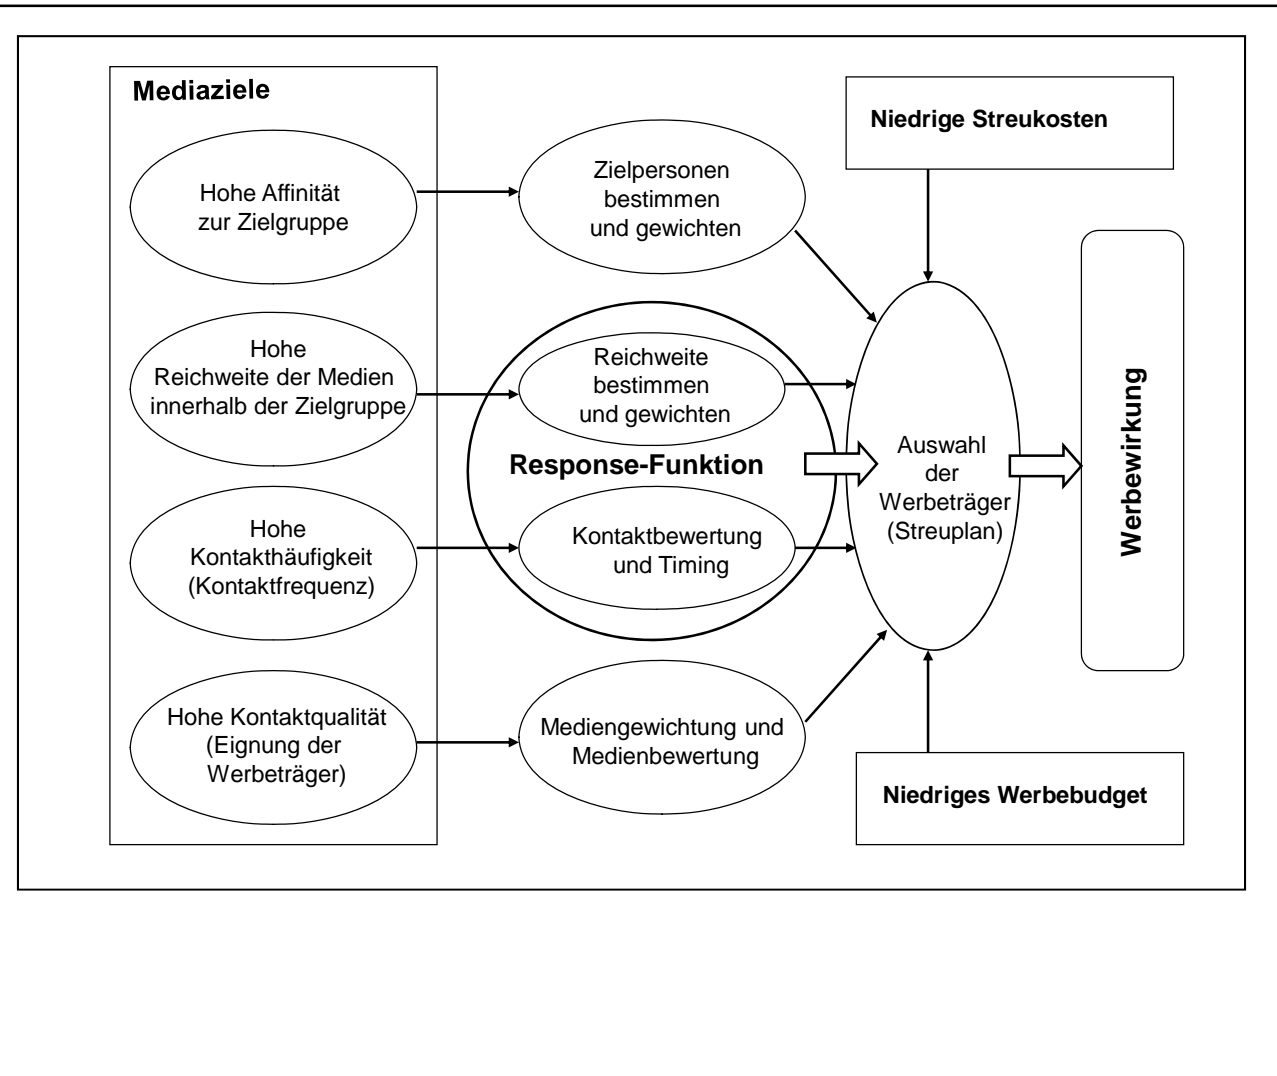 Mediaziele
Hohe Affinität
zur Zielgruppe
Hohe
Reichweite der Medien
innerhalb der Zielgruppe
Hohe
Kontakthäufigkeit
(Kontaktfrequenz)
Hohe Kontaktqualität
(Eignung der
Werbeträger)
Zielpersonen
bestimmen
und gewichten
Reichweite
bestimmen
und gewichten
Response-Funktion
Kontaktbewertung
und Timing
Mediengewichtung und
Medienbewertung
Niedrige Streukosten
Auswahl
der
Werbeträger
(Streuplan)
Niedriges Werbebudget
Werbewirkung